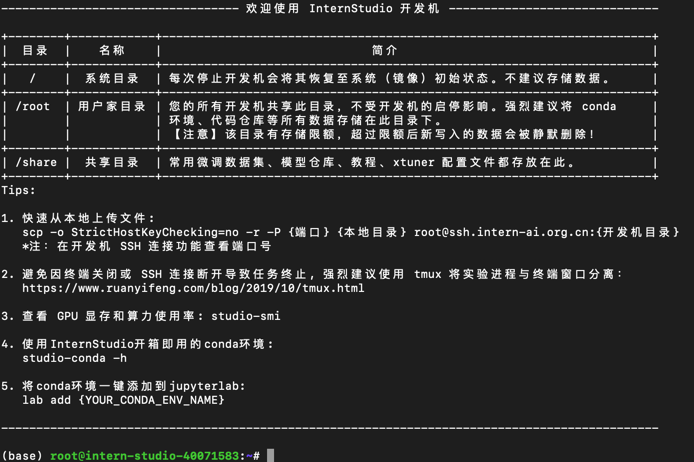 欢迎使用 InternStudio 开发机
目录 | 名称 | 简介
/ | 系统目录 | 每次停止开发机会将其恢复至系统（镜像）初始状态。不建议存储数据。
/root | 用户家目录 | 您的所有开发机共享此目录，不受开发机的启停影响。强烈建议将 conda
环境、代码仓库等所有数据存储在此目录下。
【注意】该目录有存储限额，超过限额后新写入的数据会被静默删除！
/share | 共享目录 | 常用微调数据集、模型仓库、教程、xtuner 配置文件都存放在此。
Tips:
1. 快速从本地上传文件：
scp -o StrictHostKeyChecking=no -r -P {端口} {本地目录} root@ssh.intern-ai.org.cn:{开发机目录}
*注：在开发机 SSH 连接功能查看端口号
2. 避免因终端关闭或 SSH 连接断开导致任务终止，强烈建议使用 tmux 将实验进程与终端窗口分离：
https://www.ruanyifeng.com/blog/2019/10/tmux.html
3. 查看 GPU 显存和算力使用率: studio-smi
4. 使用InternStudio开箱即用的conda环境:
studio-conda -h
5. 将conda环境一键添加到jupyterlab:
lab add {YOUR_CONDA_ENV_NAME}
(base) root@intern-studio-40071583:~#